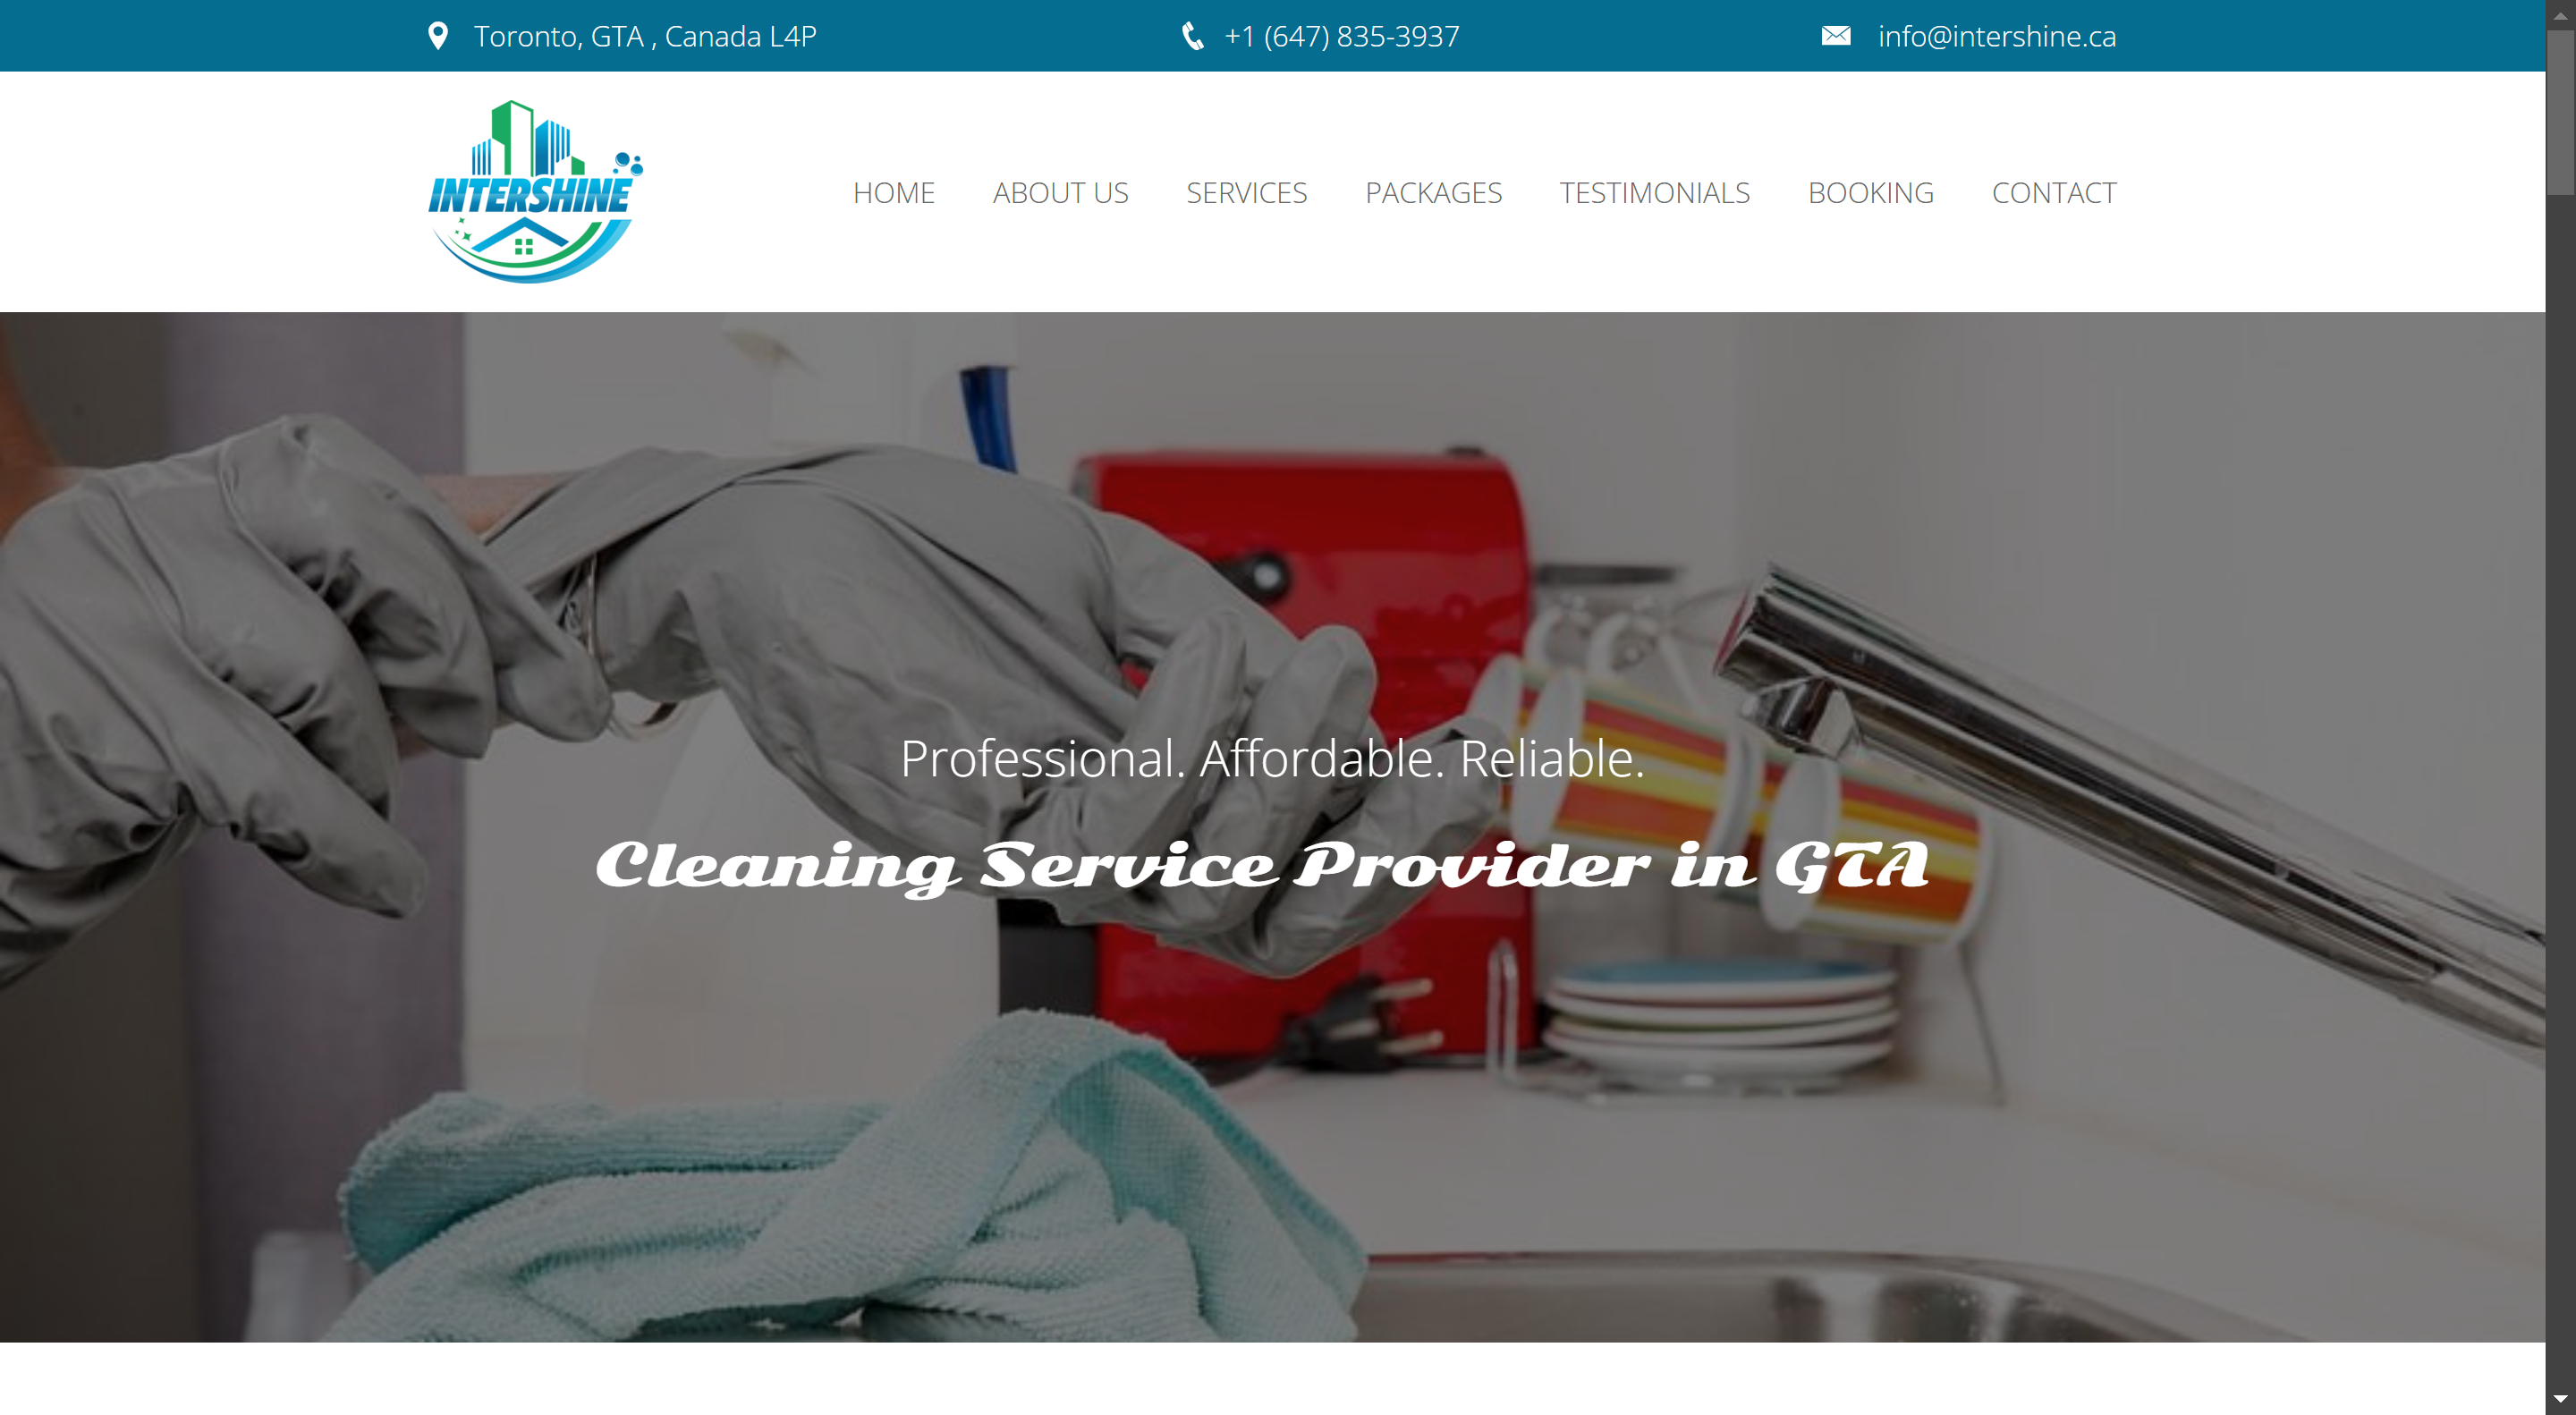 Toronto, GTA , Canada L4P
+1 (647) 835-3937
info@intershine.ca
INTERSHINE
HOME ABOUT US SERVICES PACKAGES TESTIMONIALS BOOKING CONTACT
Professional. Affordable. Reliable.
Cleaning Service Provider in GTA